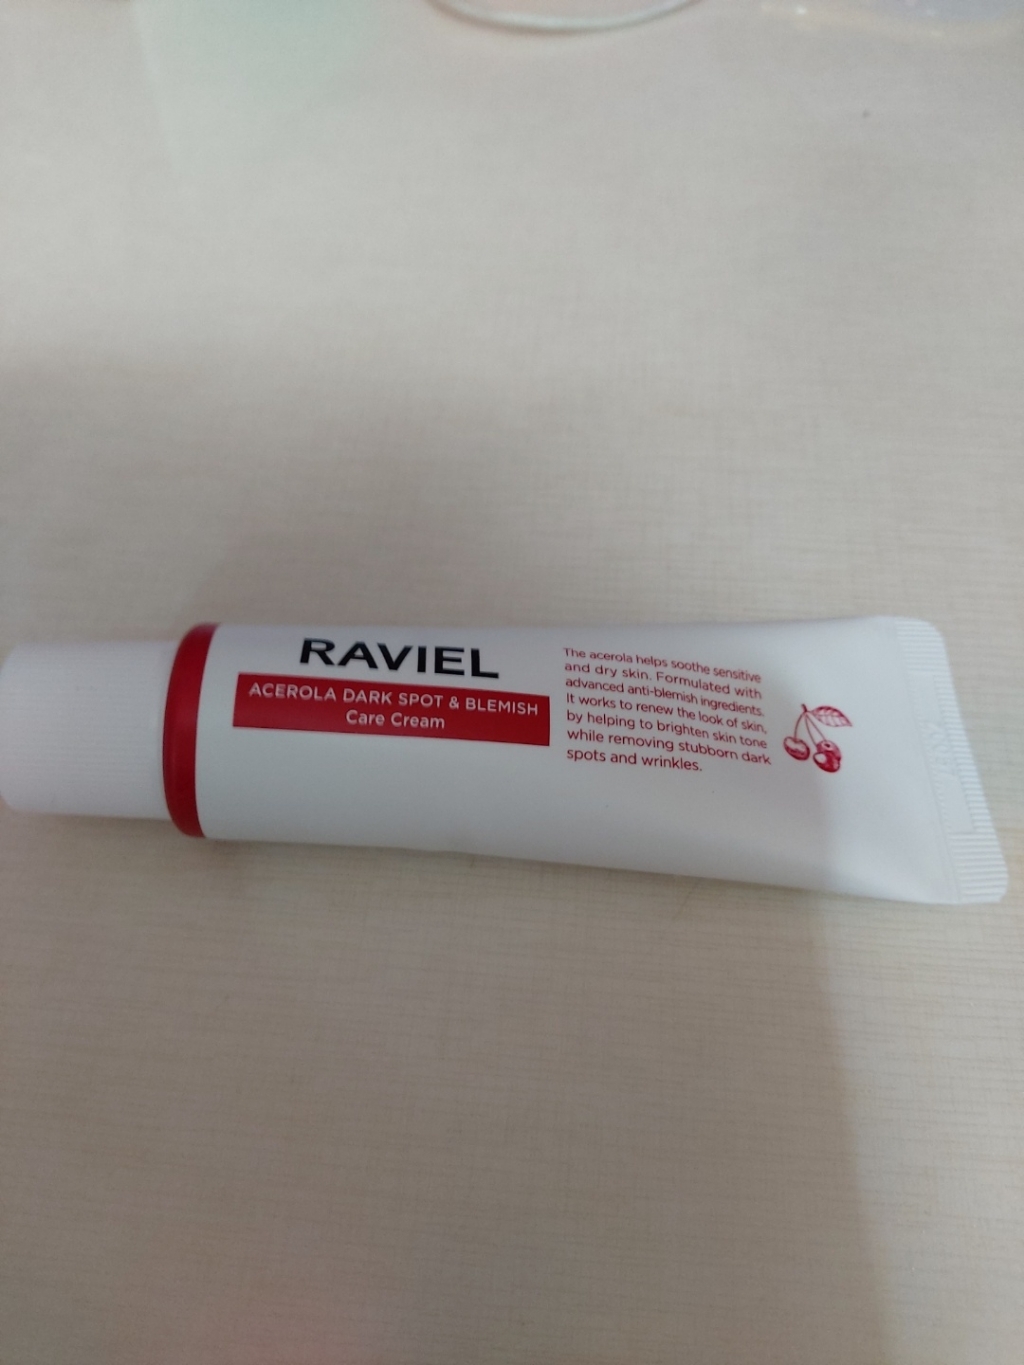 RAVIEL
ACEROLA DARK SPOT & BLEMISH
Care Cream
The acerola helps soothe sensitive
and dry skin. Formulated with
advanced anti-blemish ingredients.
It works to renew the look of skin,
by helping to brighten skin tone
while removing stubborn dark
spots and wrinkles.